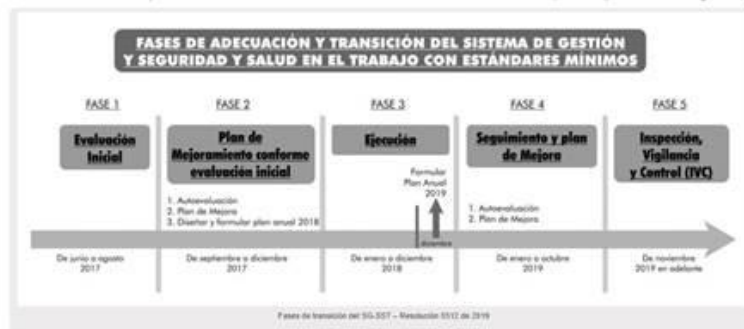 FASES DE ADECUACIÓN Y TRANSICIÓN DEL SISTEMA DE GESTIÓN
Y SEGURIDAD Y SALUD EN EL TRABAJO CON ESTÁNDARES MÍNIMOS
FASE 1
Evaluación
Inicial
De junio a agosto
2017
FASE 2
Plan de
Mejoramiento conforme
evaluación inicial
1. Autoevaluación
2. Plan de Mejora
3. Diseñar y formular plan anual 2018
De septiembre a diciembre
2017
FASE 3
Ejecución
Formular
Plan Anual
2019
diciembre
De enero a diciembre
2018
FASE 4
Seguimiento y plan
de Mejora
1. Autoevaluación
2. Plan de Mejora
De enero a octubre
2019
FASE 5
Inspección,
Vigilancia
y Control (IVC)
De noviembre
2019 en adelante
Fases de transición del SG-SST – Resolución 0312 de 2019